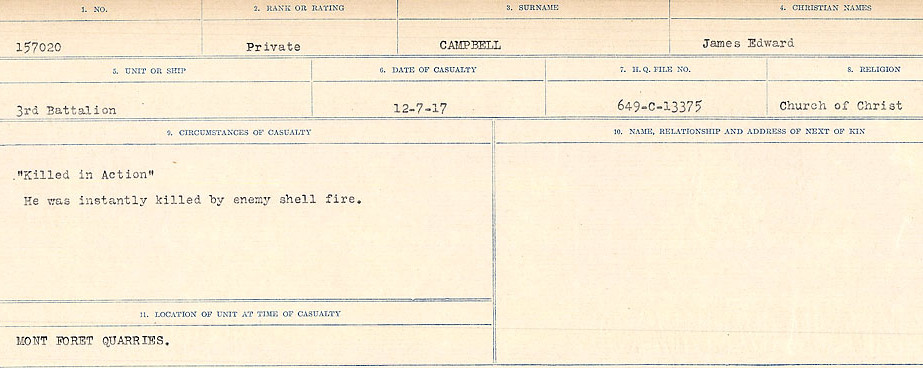 1. NO.
2. RANK OR RATING
3. SURNAME
4. CHRISTIAN NAMES
157020
Private
CAMPBELL
James Edward
5. UNIT OR SHIP
6. DATE OF CASUALTY
7. H.Q. FILE NO.
8. RELIGION
3rd Battalion
12-7-17
649-C-13375
Church of Christ
9. CIRCUMSTANCES OF CASUALTY
10. NAME, RELATIONSHIP AND ADDRESS OF NEXT OF KIN
."Killed in Action"
He was instantly killed by enemy shell fire.
11. LOCATION OF UNIT AT TIME OF CASUALTY
MONT FORET QUARRIES.